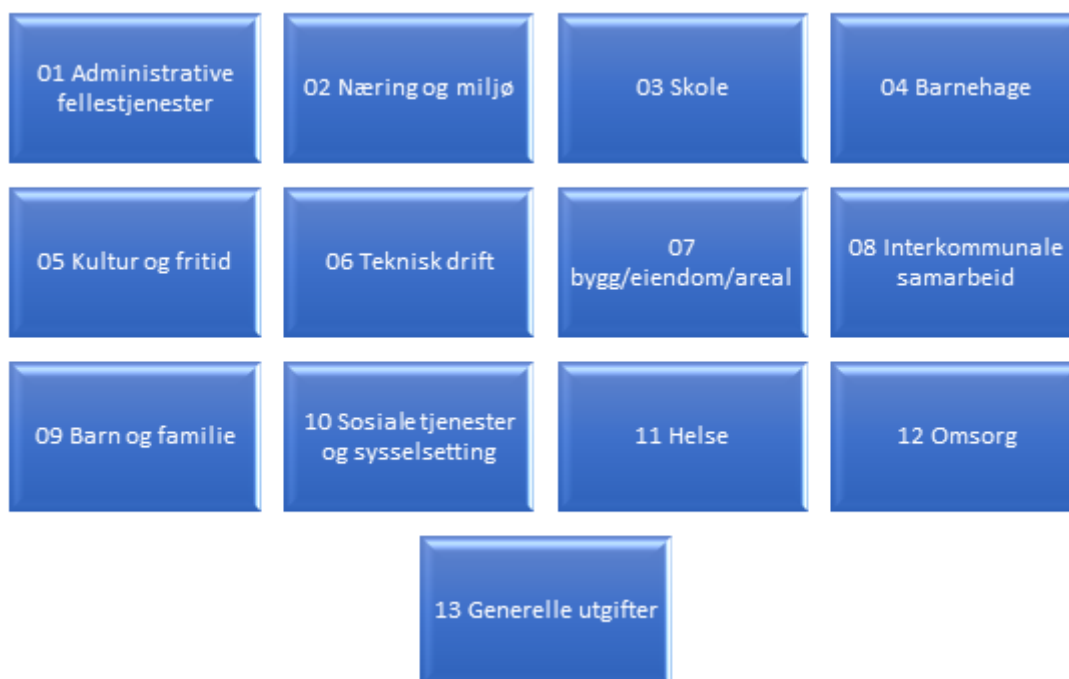 01 Administrative
fellestjenester
02 Næring og miljø
03 Skole
04 Barnehage
05 Kultur og fritid
06 Teknisk drift
07
bygg/eiendom/areal
08 Interkommunale
samarbeid
09 Barn og familie
10 Sosiale tjenester
og sysselsetting
11 Helse
12 Omsorg
13 Generelle utgifter